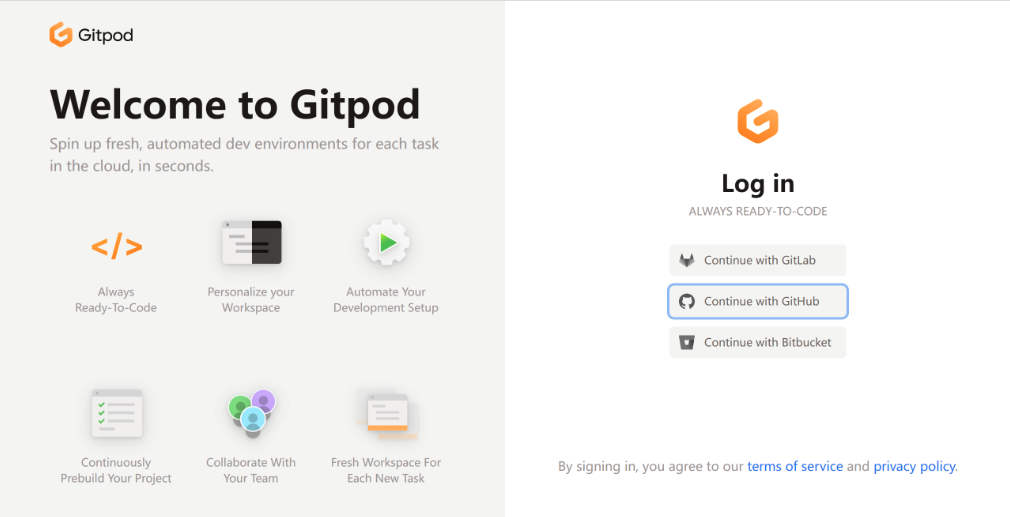 Gitpod
Welcome to Gitpod
Spin up fresh, automated dev environments for each task
in the cloud, in seconds.
</>
Always
Ready-To-Code
Personalize your
Workspace
Automate Your
Development Setup
Continuously
Prebuild Your Project
Collaborate With
Your Team
Fresh Workspace For
Each New Task
Log in
ALWAYS READY-TO-CODE
Continue with GitLab
Continue with GitHub
Continue with Bitbucket
By signing in, you agree to our terms of service and privacy policy.